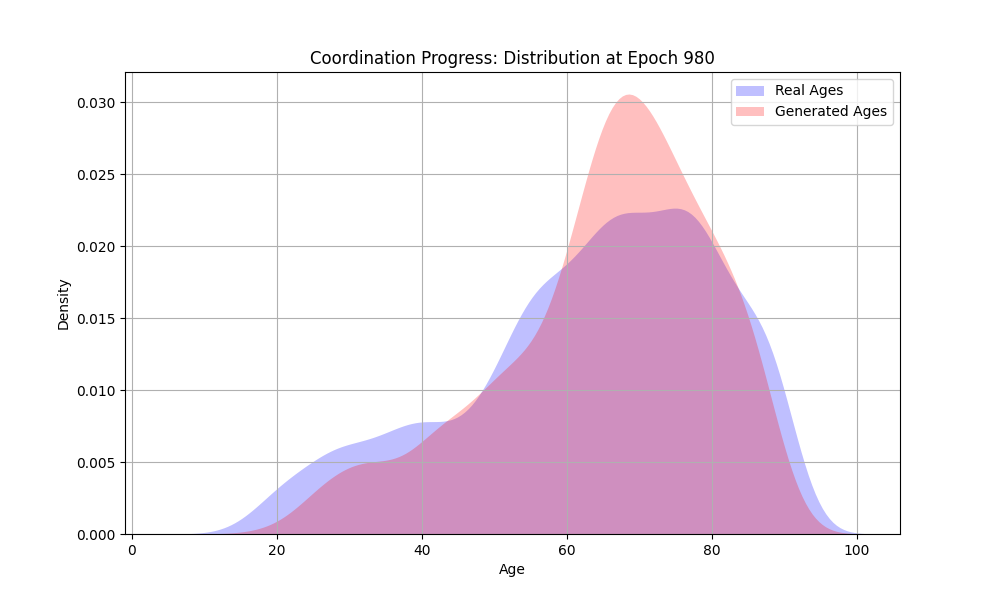 Coordination Progress: Distribution at Epoch 980
Real Ages
Generated Ages
0.030
0.025
0.020
0.015
0.010
0.005
0.000
Density
0 20 40 60 80 100
Age